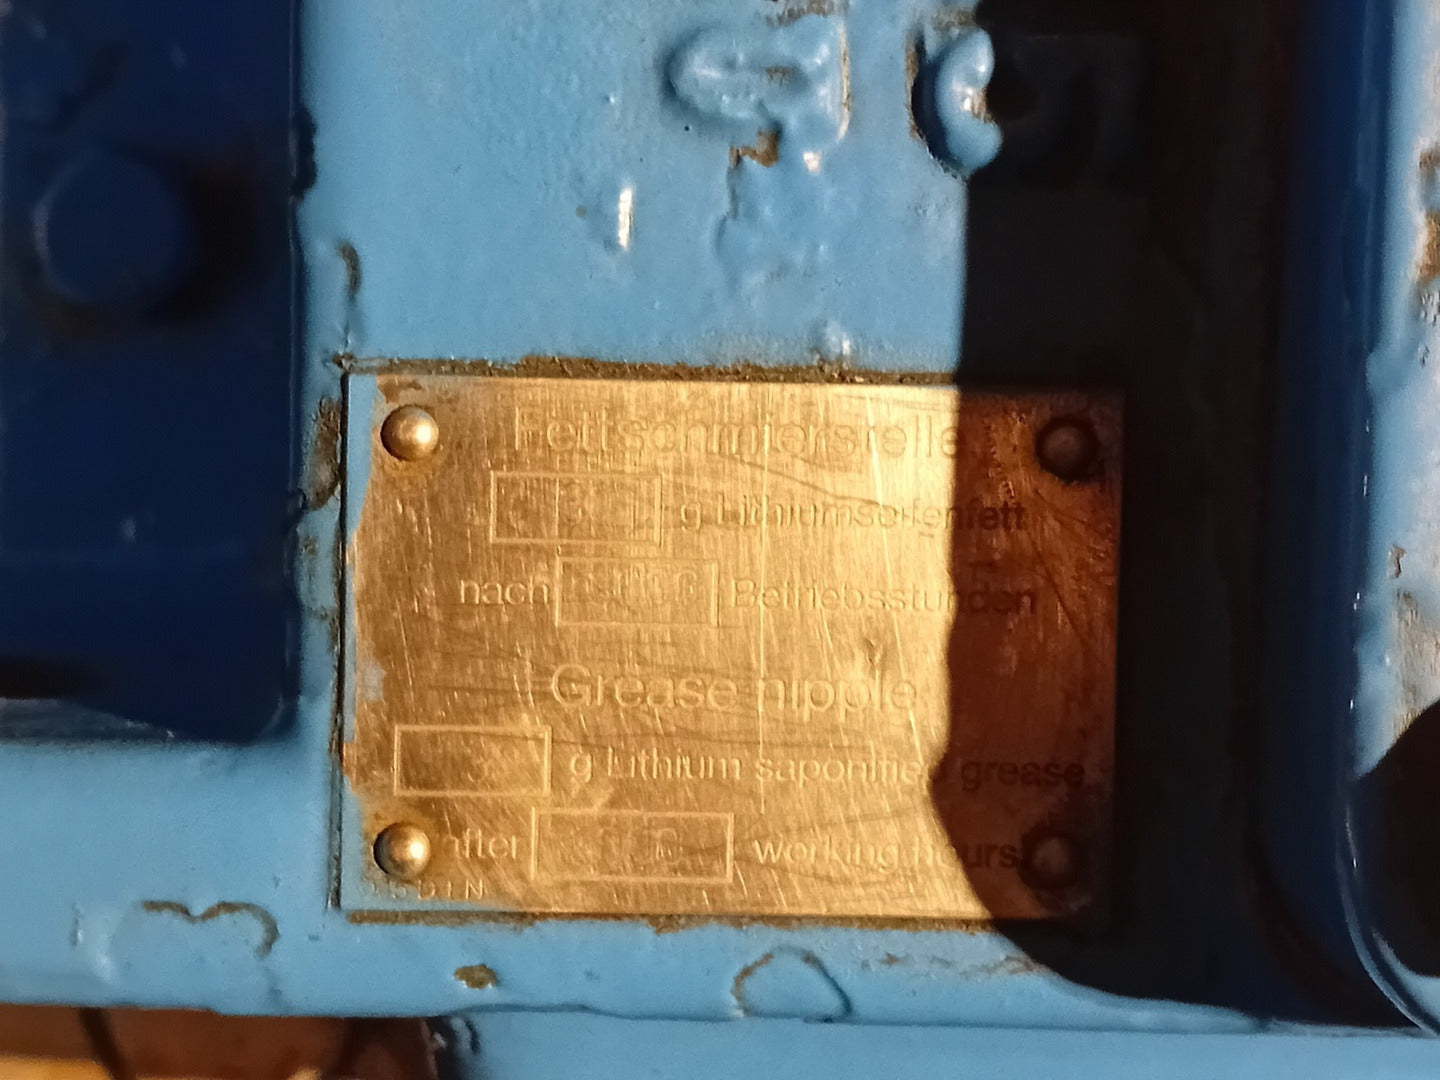 Fettschmierstelle
g Lithiumseifenfett
nach Betriebsstunden
Grease nipple
g Lithium saponified grease
after working hours